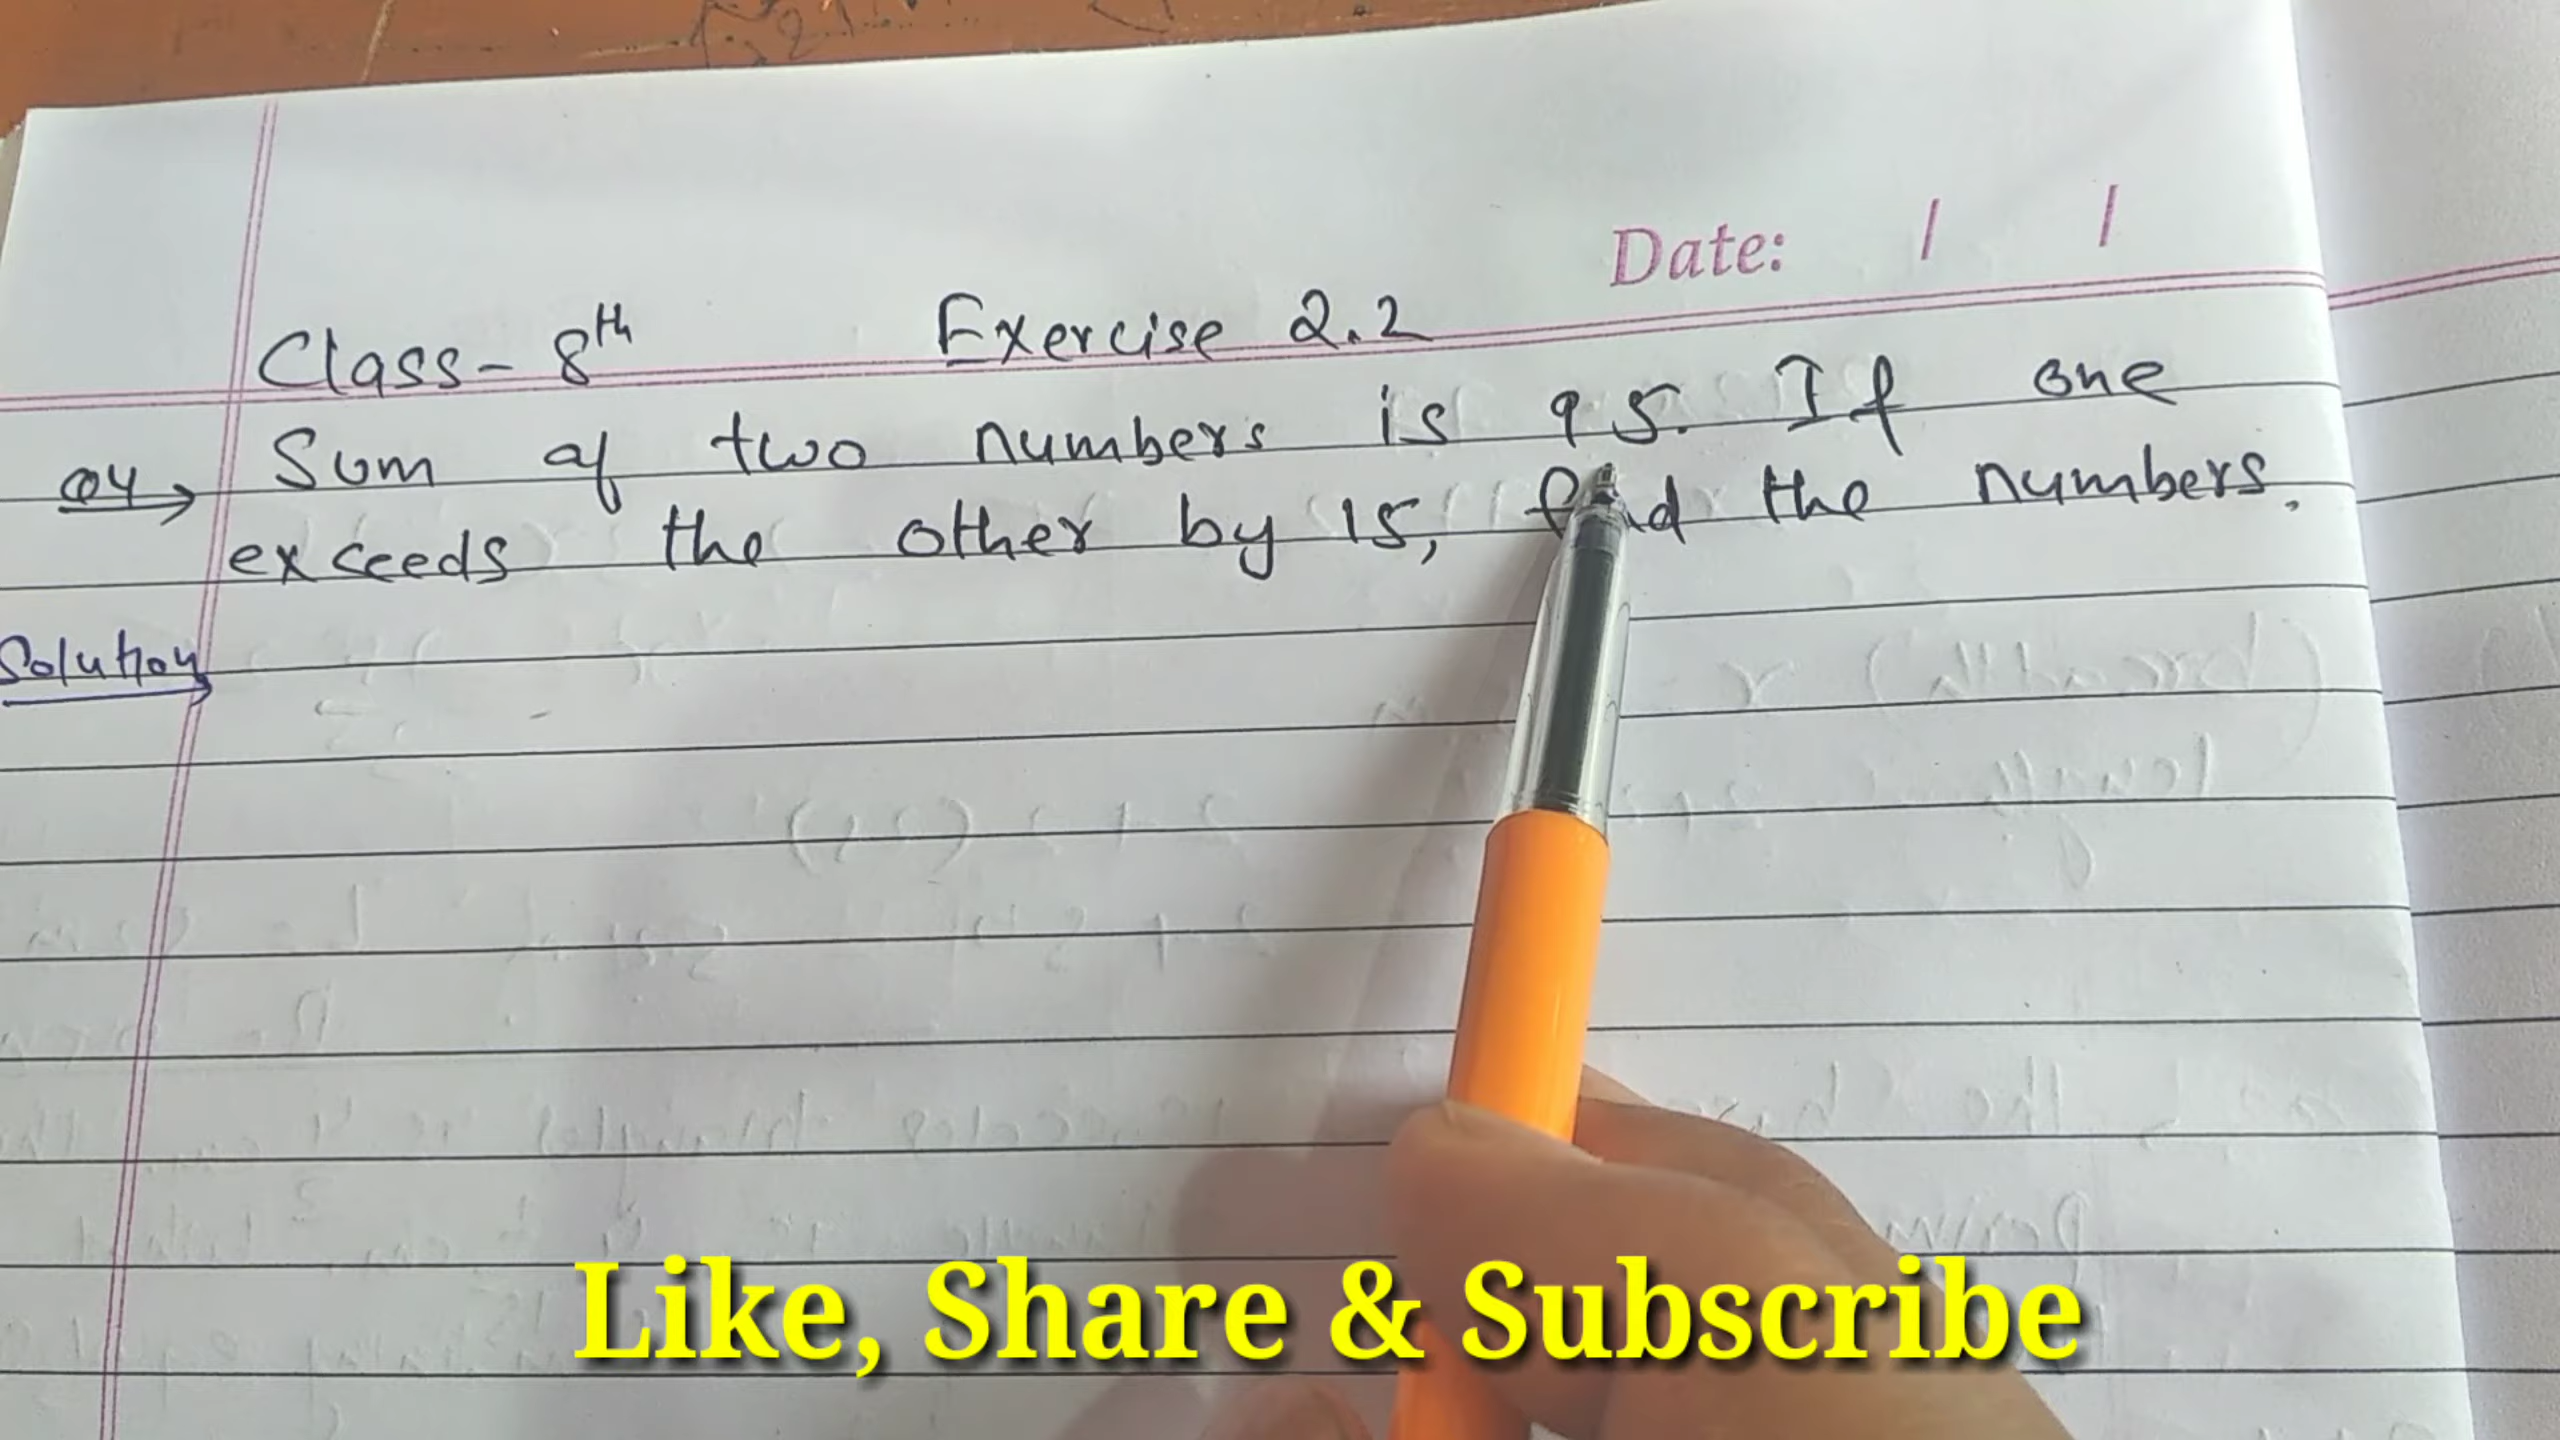 Date: / /
Class- 8th Exercise 2.2
Q4→ Sum of two numbers is 95. If one
exceeds the other by 15, find the numbers.
Solution
Like, Share & Subscribe